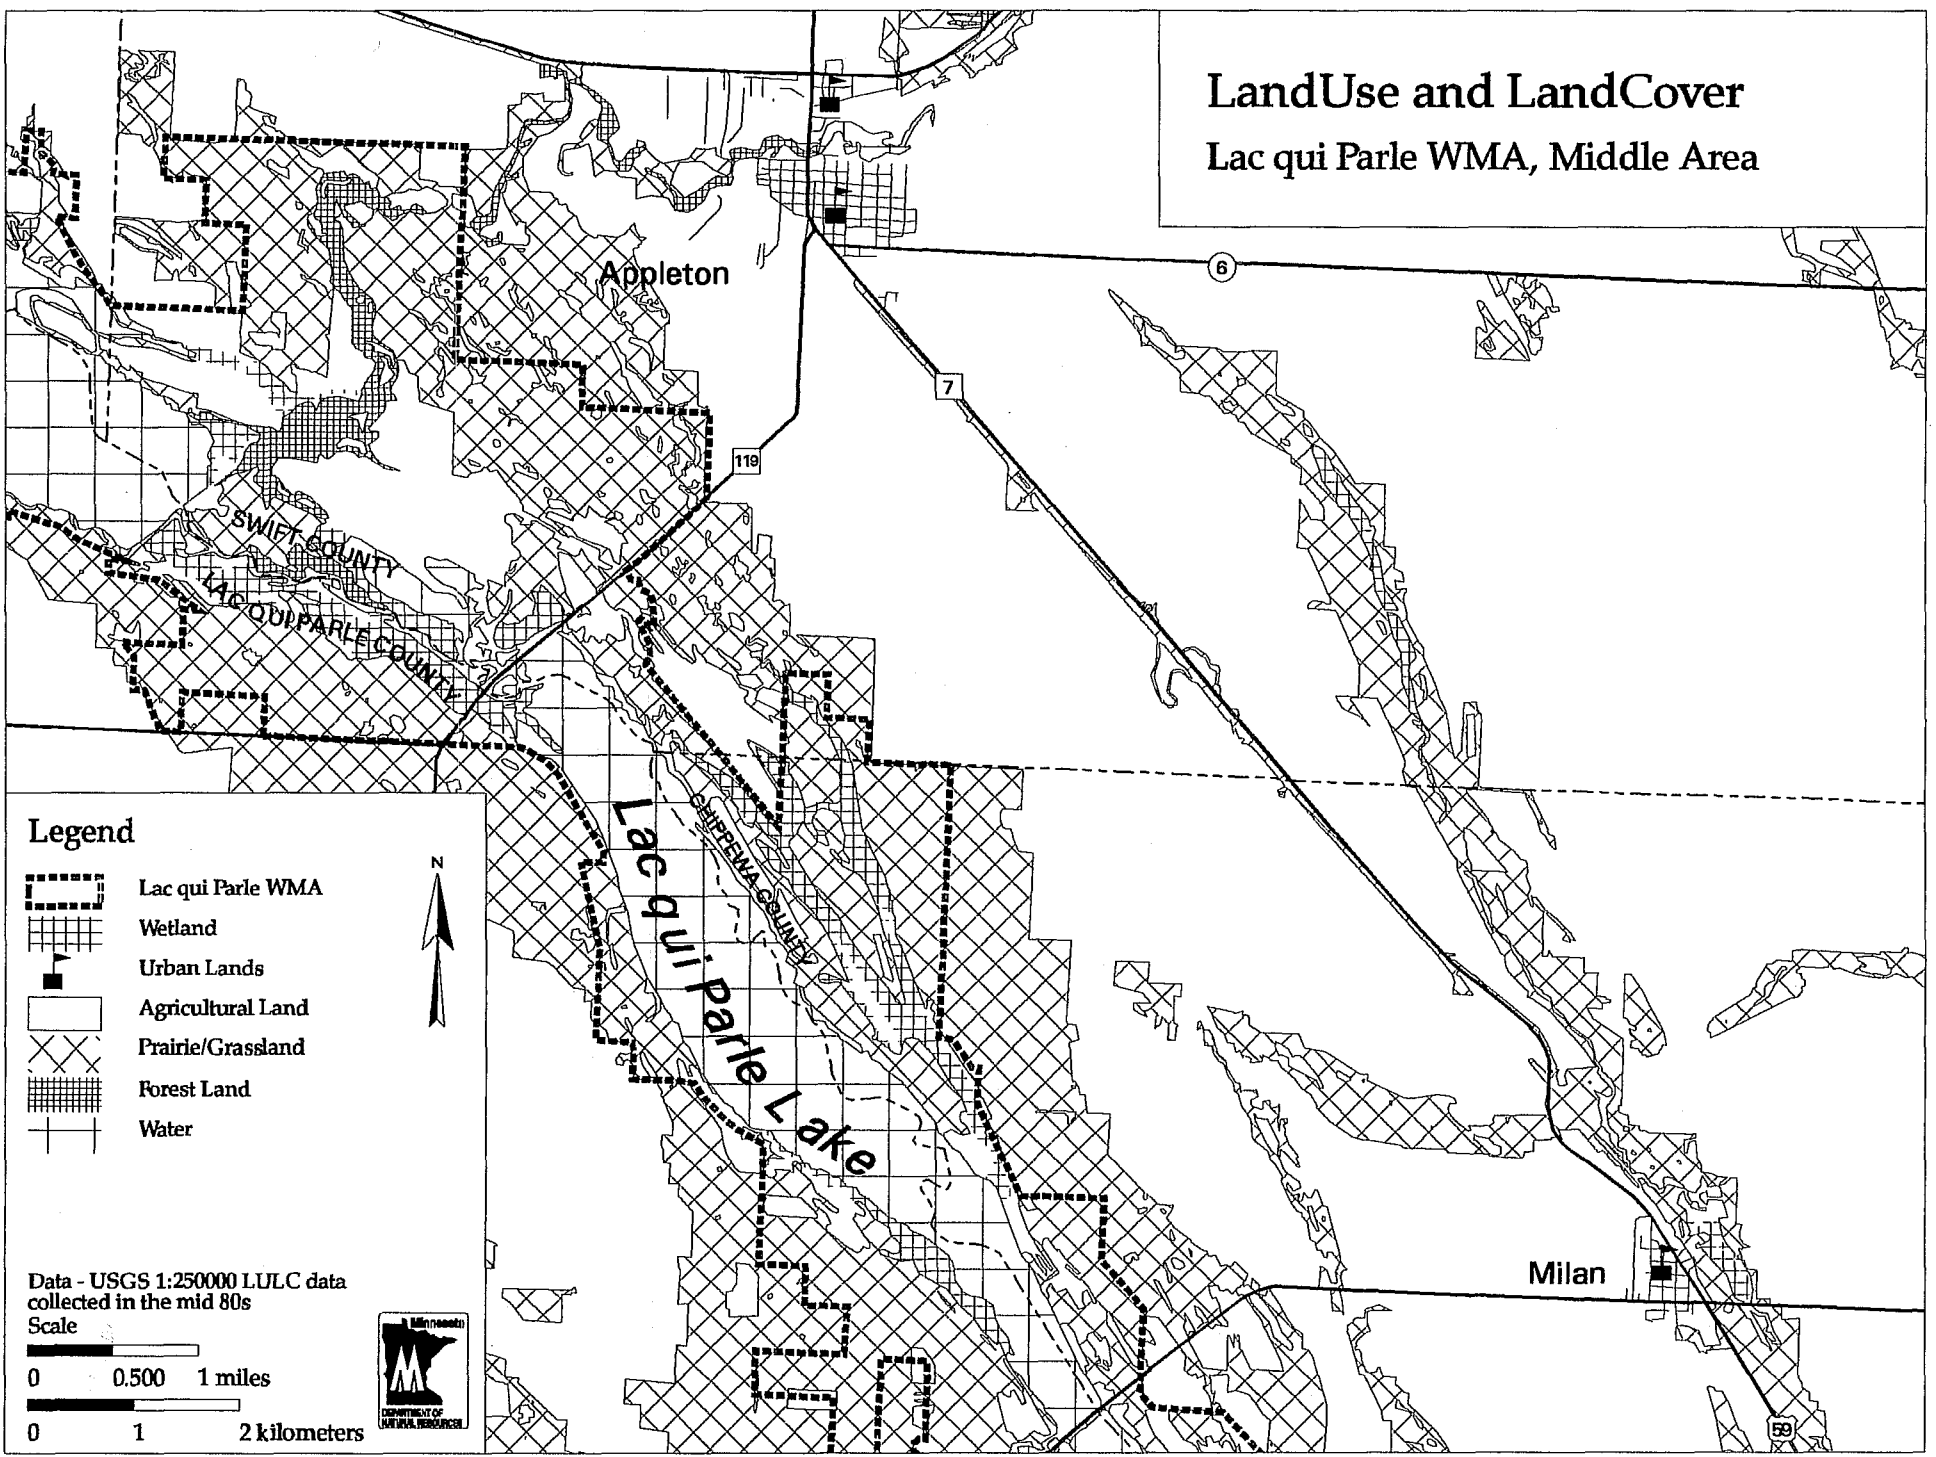 LandUse and LandCover
Lac qui Parle WMA, Middle Area
6
Appleton
7
119
SWIFT COUNTY
LAC QUI PARLE COUNTY
CHIPPEWA COUNTY
Lac qui Parle Lake
Milan
59
Legend
N
Lac qui Parle WMA
Wetland
Urban Lands
Agricultural Land
Prairie/Grassland
Forest Land
Water
Data - USGS 1:250000 LULC data
collected in the mid 80s
Scale
0 0.500 1 miles
0 1 2 kilometers
Minnesota
DEPARTMENT OF
NATURAL RESOURCES